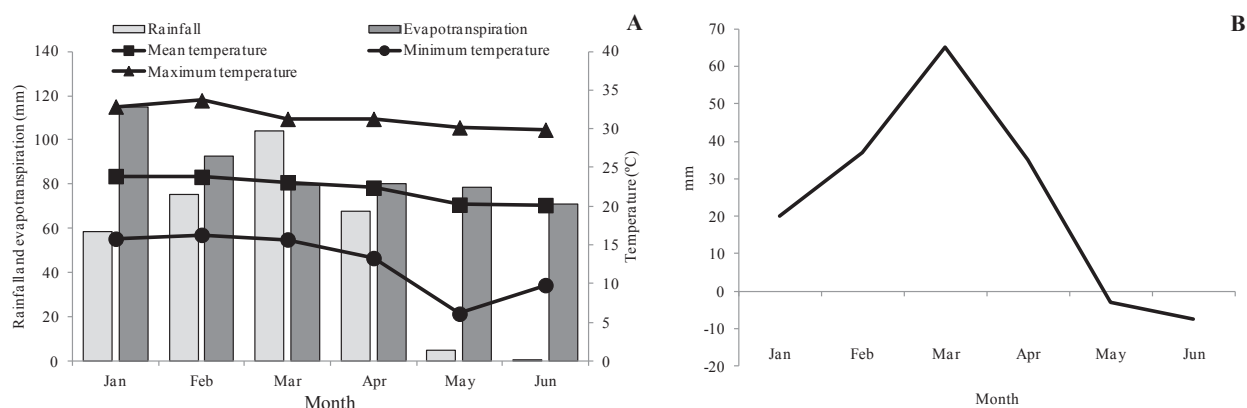 A
Rainfall
Evapotranspiration
Mean temperature
Minimum temperature
Maximum temperature
Rainfall and evapotranspiration (mm)
140
120
100
80
60
40
20
0
40
35
30
25
20
15
10
5
0
Temperature (ºC)
Jan Feb Mar Apr May Jun
Month
B
mm
70
60
50
40
30
20
10
0
-10
-20
Jan Feb Mar Apr May Jun
Month